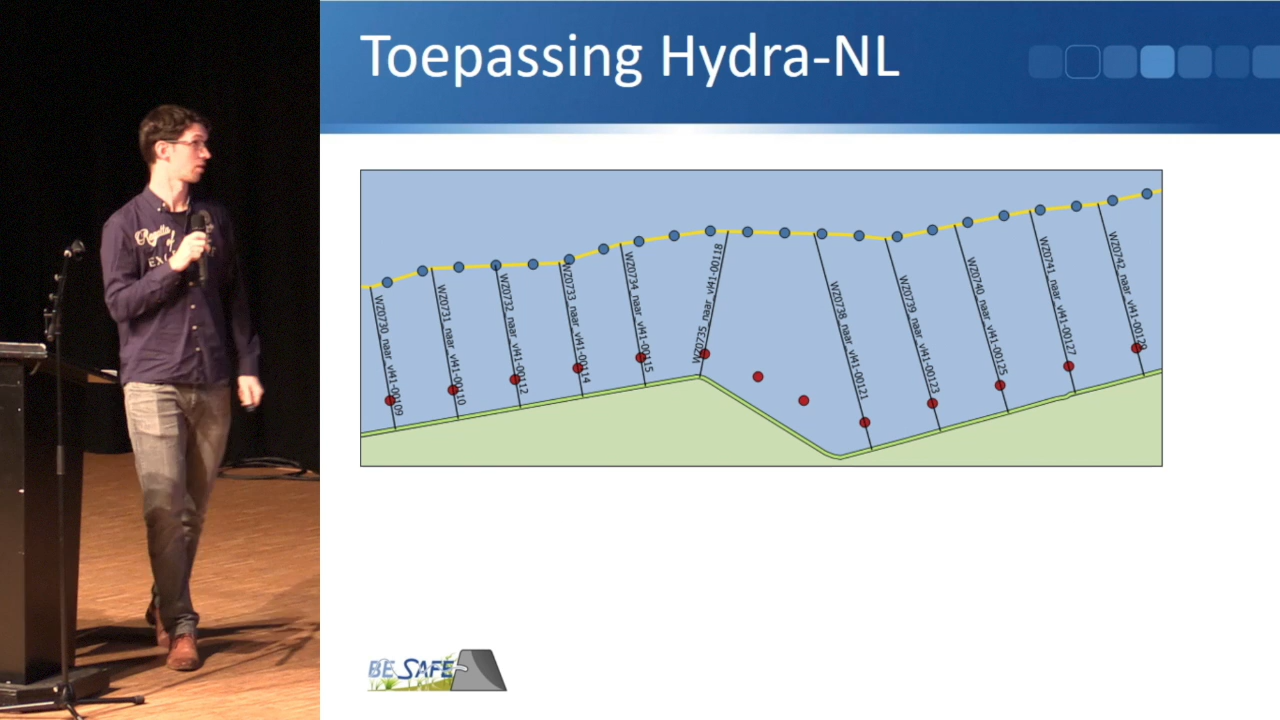 Toepassing Hydra-NL
WZ0730_naar_vl41-00109
WZ0731_naar_vl41-00110
WZ0732_naar_vl41-00112
WZ0733_naar_vl41-00114
WZ0734_naar_vl41-00115
WZ0735_naar_vl41-00118
WZ0738_naar_vl41-00121
WZ0739_naar_vl41-00123
WZ0740_naar_vl41-00125
WZ0741_naar_vl41-00127
WZ0742_naar_vl41-00129
BE SAFE